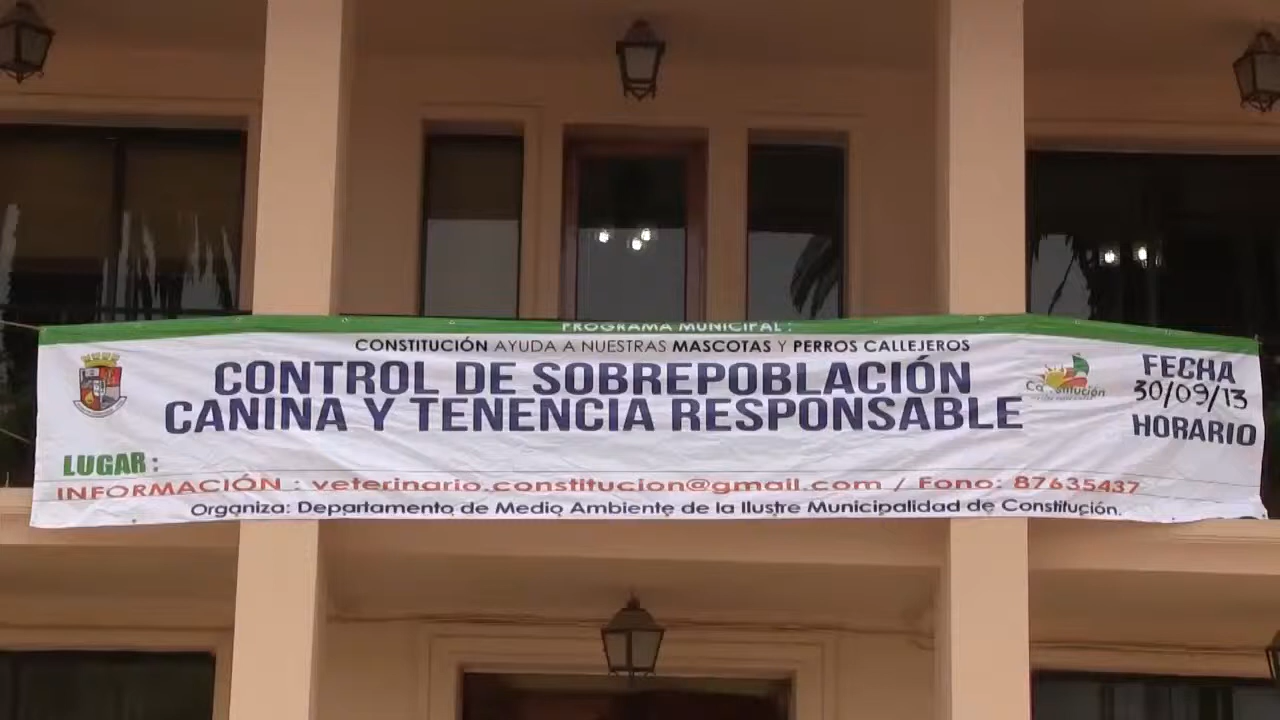 PROGRAMA MUNICIPAL :
CONSTITUCIÓN AYUDA A NUESTRAS MASCOTAS Y PERROS CALLEJEROS
CONTROL DE SOBREPOBLACIÓN
CANINA Y TENENCIA RESPONSABLE
Constitución
FECHA
30/09/13
HORARIO
LUGAR :
INFORMACIÓN : veterinario.constitucion@gmail.com / Fono: 87635437
Organiza: Departamento de Medio Ambiente de la Ilustre Municipalidad de Constitución.